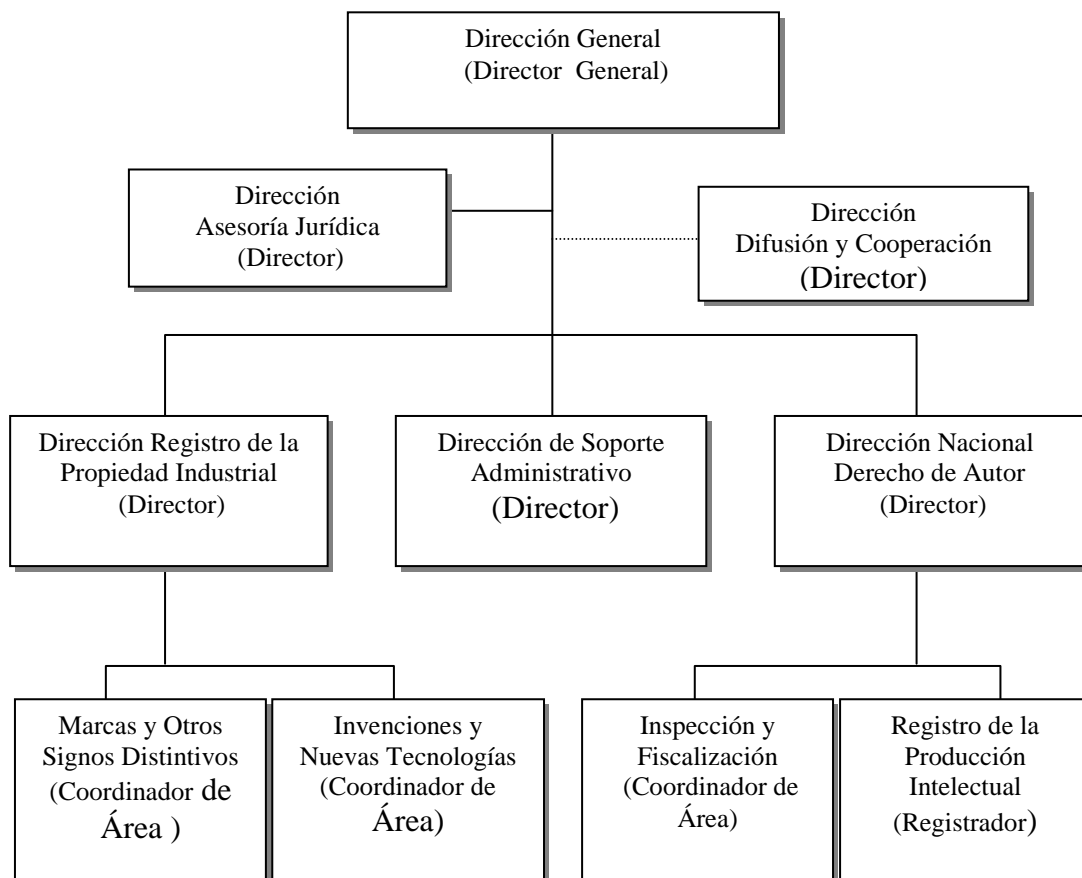 Dirección General
(Director General)
Dirección
Asesoría Jurídica
(Director)
Dirección
Difusión y Cooperación
(Director)
Dirección Registro de la
Propiedad Industrial
(Director)
Dirección de Soporte
Administrativo
(Director)
Dirección Nacional
Derecho de Autor
(Director)
Marcas y Otros
Signos Distintivos
(Coordinador de
Área )
Invenciones y
Nuevas Tecnologías
(Coordinador de
Área)
Inspección y
Fiscalización
(Coordinador de
Área)
Registro de la
Producción
Intelectual
(Registrador)